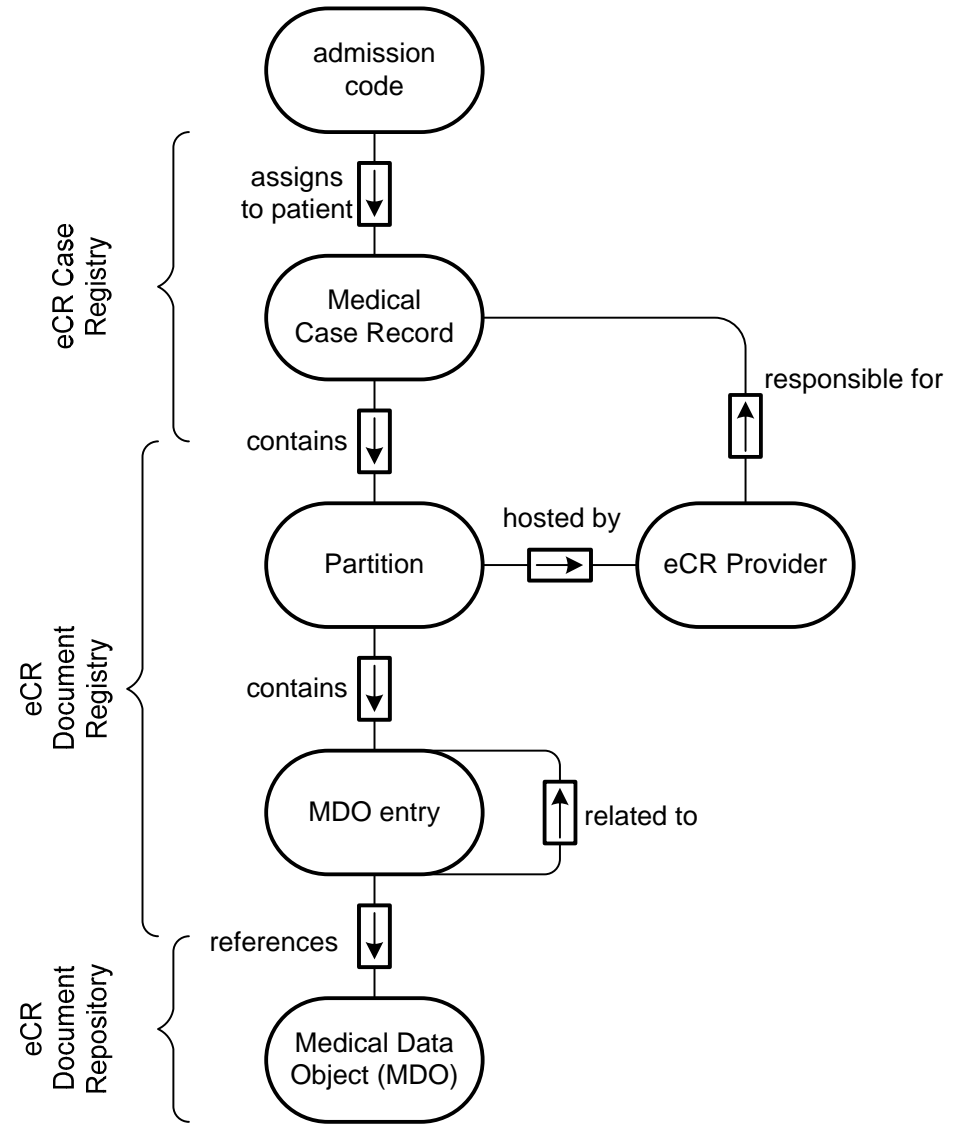 admission
code
assigns
to patient
eCR Case
Registry
Medical
Case Record
responsible for
contains
hosted by
Partition
eCR Provider
eCR
Document
Registry
contains
MDO entry
related to
references
eCR
Document
Repository
Medical Data
Object (MDO)